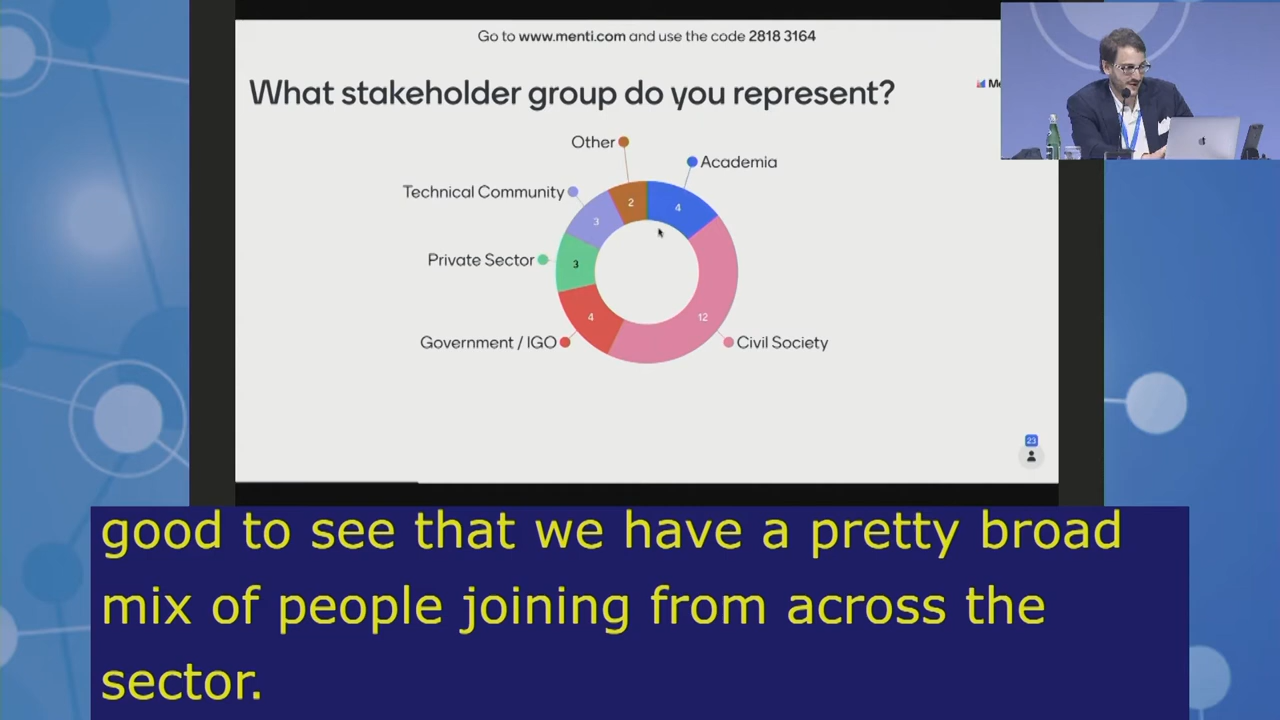 Go to www.menti.com and use the code 2818 3164
What stakeholder group do you represent?
Other
Academia
Technical Community
Private Sector
Government / IGO
Civil Society
2
4
3
3
4
12
23
good to see that we have a pretty broad
mix of people joining from across the
sector.